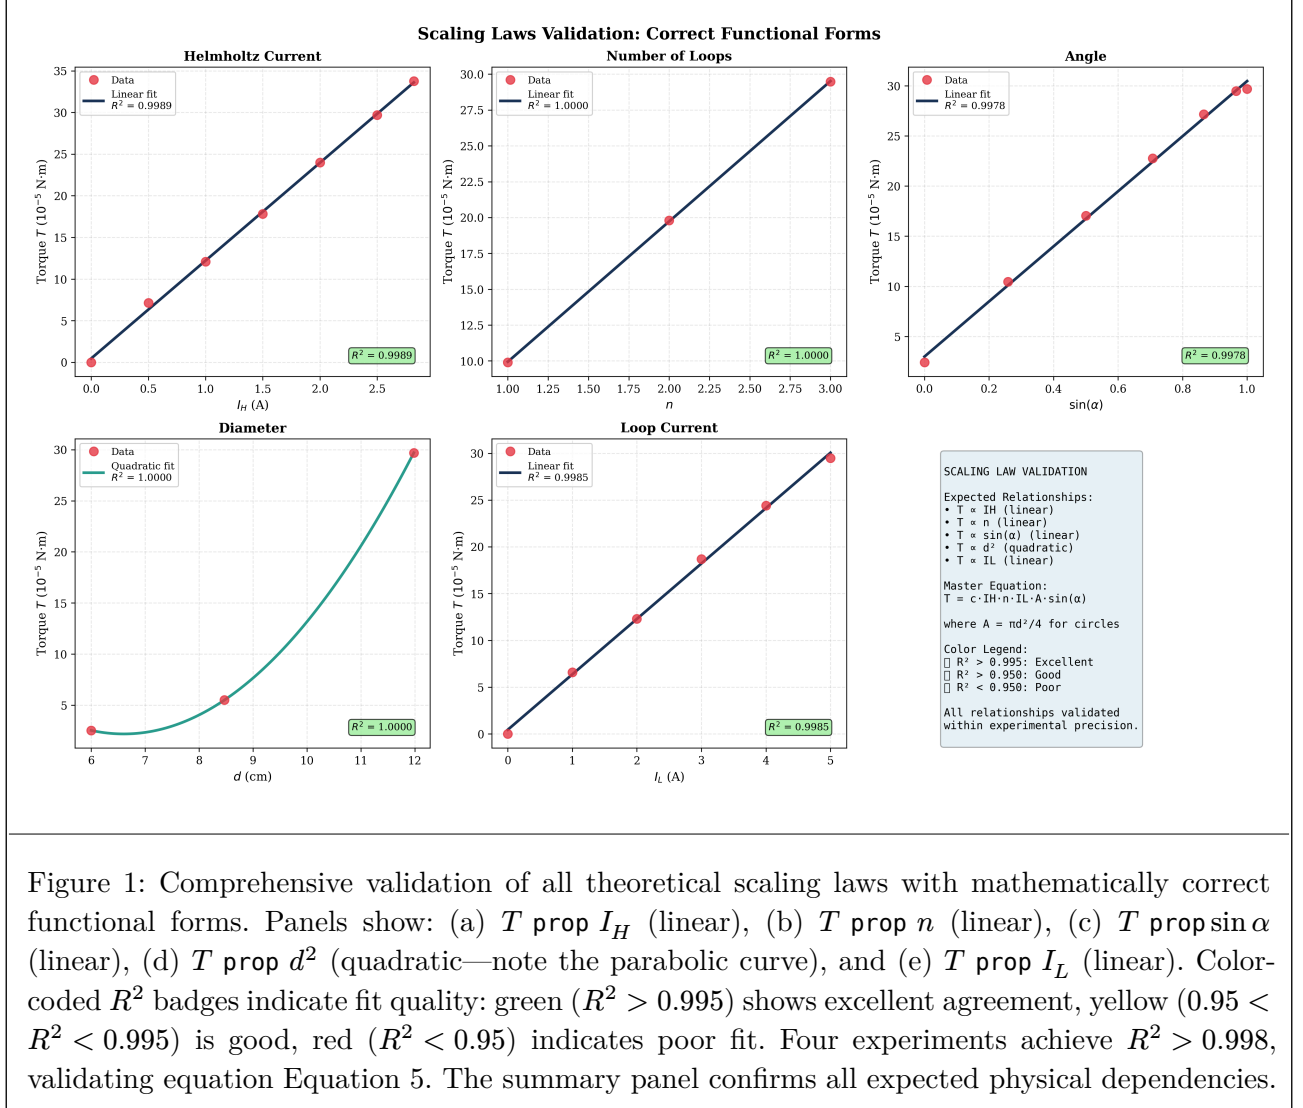 Scaling Laws Validation: Correct Functional Forms
Helmholtz Current
Data
Linear fit
R² = 0.9989
Torque T (10⁻⁵ N·m)
35
30
25
20
15
10
5
0
R² = 0.9989
0.0 0.5 1.0 1.5 2.0 2.5
I_H (A)
Number of Loops
Data
Linear fit
R² = 1.0000
Torque T (10⁻⁵ N·m)
30.0
27.5
25.0
22.5
20.0
17.5
15.0
12.5
10.0
R² = 1.0000
1.00 1.25 1.50 1.75 2.00 2.25 2.50 2.75 3.00
n
Angle
Data
Linear fit
R² = 0.9978
Torque T (10⁻⁵ N·m)
30
25
20
15
10
5
R² = 0.9978
0.0 0.2 0.4 0.6 0.8 1.0
sin(α)
Diameter
Data
Quadratic fit
R² = 1.0000
Torque T (10⁻⁵ N·m)
30
25
20
15
10
5
R² = 1.0000
6 7 8 9 10 11 12
d (cm)
Loop Current
Data
Linear fit
R² = 0.9985
Torque T (10⁻⁵ N·m)
30
25
20
15
10
5
0
R² = 0.9985
0 1 2 3 4 5
I_L (A)
SCALING LAW VALIDATION
Expected Relationships:
• T ∝ IH (linear)
• T ∝ n (linear)
• T ∝ sin(α) (linear)
• T ∝ d² (quadratic)
• T ∝ IL (linear)
Master Equation:
T = c·IH·n·IL·A·sin(α)
where A = πd²/4 for circles
Color Legend:
▯ R² > 0.995: Excellent
▯ R² > 0.950: Good
▯ R² < 0.950: Poor
All relationships validated
within experimental precision.
Figure 1: Comprehensive validation of all theoretical scaling laws with mathematically correct
functional forms. Panels show: (a) T prop I_H (linear), (b) T prop n (linear), (c) T prop sin α
(linear), (d) T prop d² (quadratic—note the parabolic curve), and (e) T prop I_L (linear). Color-
coded R² badges indicate fit quality: green (R² > 0.995) shows excellent agreement, yellow (0.95 <
R² < 0.995) is good, red (R² < 0.95) indicates poor fit. Four experiments achieve R² > 0.998,
validating equation Equation 5. The summary panel confirms all expected physical dependencies.